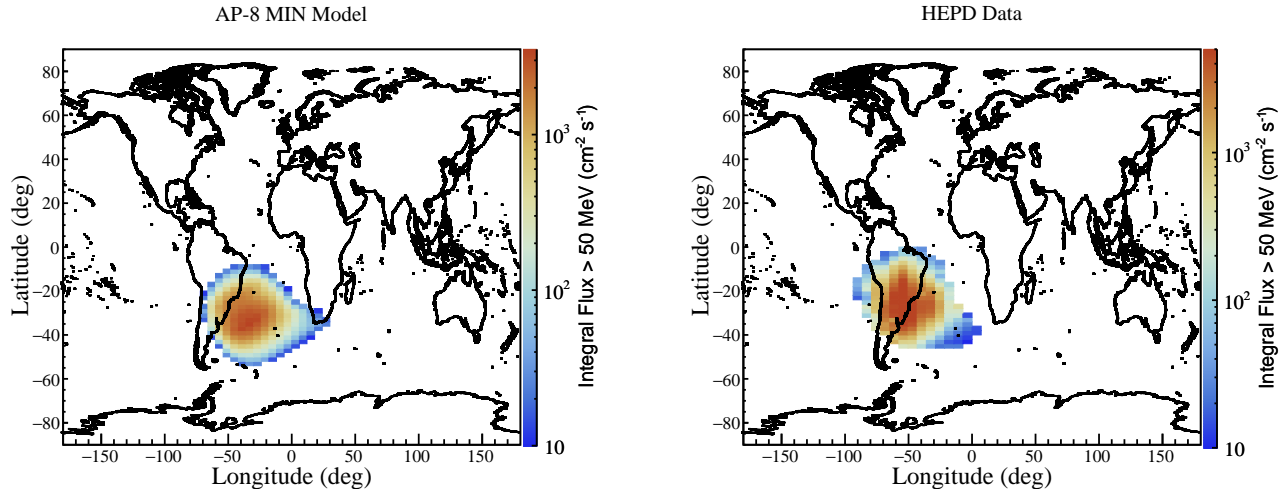 AP-8 MIN Model
HEPD Data
80
60
40
20
0
−20
−40
−60
−80
Latitude (deg)
−150 −100 −50 0 50 100 150
Longitude (deg)
10³
10²
10
Integral Flux > 50 MeV (cm⁻² s⁻¹)
80
60
40
20
0
−20
−40
−60
−80
Latitude (deg)
−150 −100 −50 0 50 100 150
Longitude (deg)
10³
10²
10
Integral Flux > 50 MeV (cm⁻² s⁻¹)